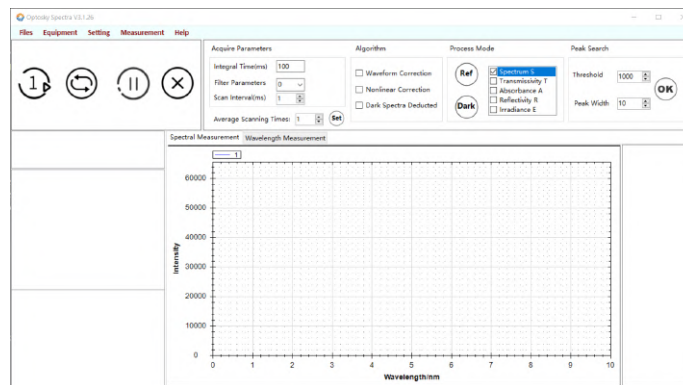 Optosky Spectra V3.1.26
Files Equipment Setting Measurement Help
Acquire Parameters
Integral Time(ms) 100
Filter Parameters 0
Scan Interval(ms) 1
Average Scanning Times: 1 Set
Algorithm
Waveform Correction
Nonlinear Correction
Dark Spectra Deducted
Process Mode
Ref
Dark
Spectrum S
Transmissivity T
Absorbance A
Reflectivity R
Irradiance E
Peak Search
Threshold 1000
Peak Width 10
OK
1
Spectral Measurement Wavelength Measurement
1
Intensity
60000
50000
40000
30000
20000
10000
0
0 1 2 3 4 5 6 7 8 9 10
Wavelength/nm